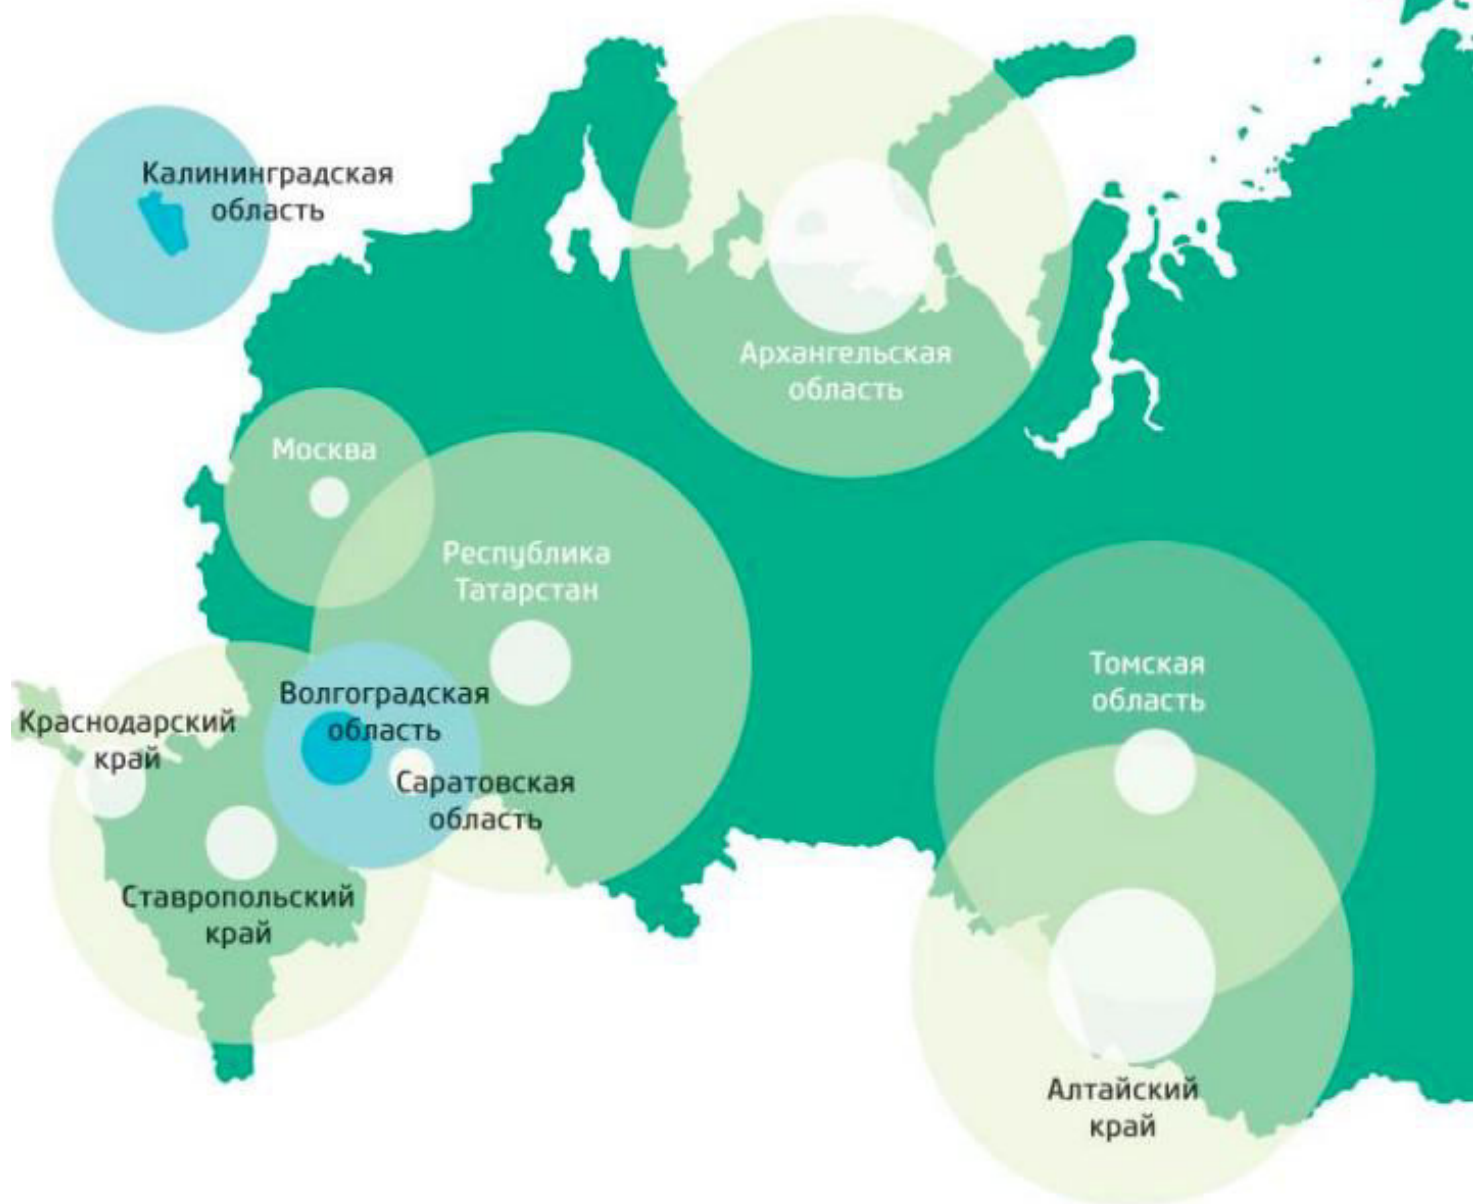 Калининградская
область
Архангельская
область
Москва
Республика
Татарстан
Волгоградская
область
Краснодарский
край
Саратовская
область
Ставропольский
край
Томская
область
Алтайский
край